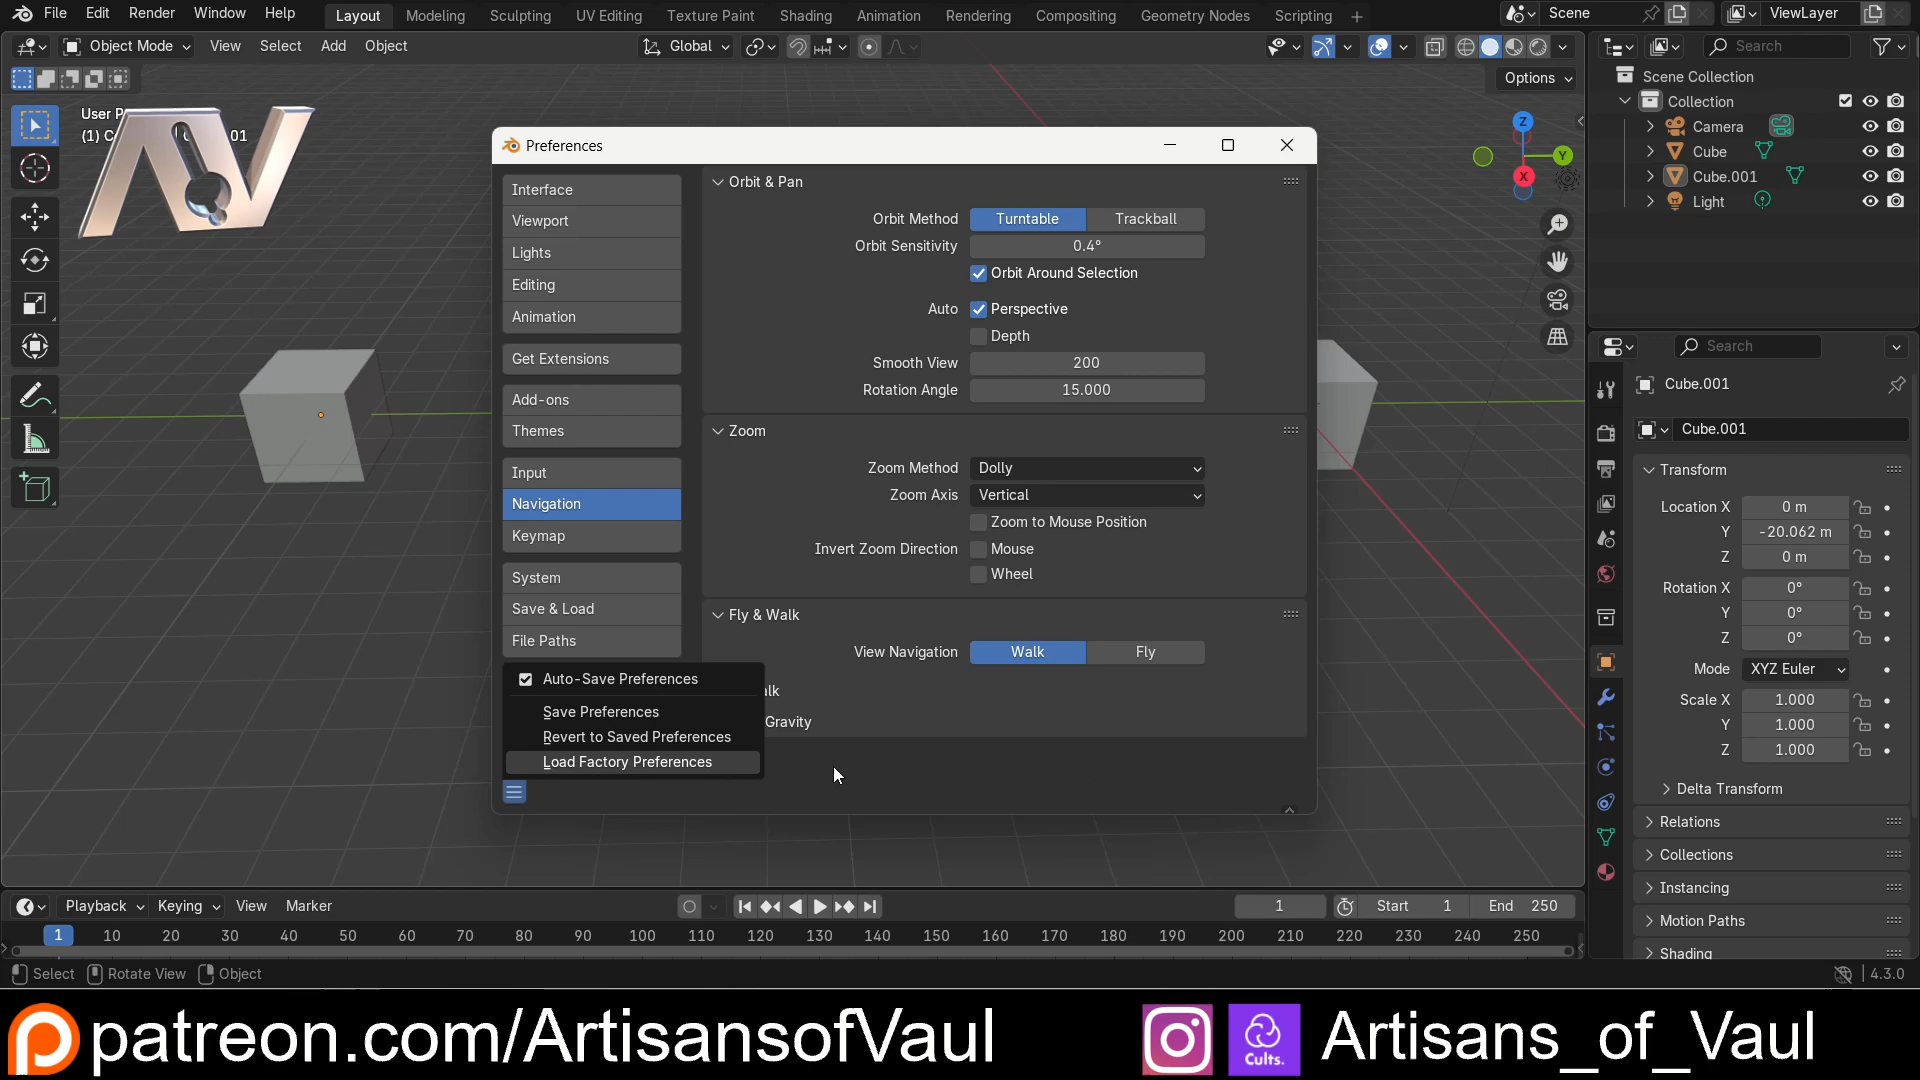 File Edit Render Window Help Layout Modeling Sculpting UV Editing Texture Paint Shading Animation Rendering Compositing Geometry Nodes Scripting + Scene ViewLayer
Object Mode View Select Add Object Global Search
Options
User P
(1) C 01
Scene Collection
Collection
Camera
Cube
Cube.001
Light
Z
Y
X
Preferences
Interface
Viewport
Lights
Editing
Animation
Get Extensions
Add-ons
Themes
Input
Navigation
Keymap
System
Save & Load
File Paths
Auto-Save Preferences
Save Preferences
Revert to Saved Preferences
Load Factory Preferences
Orbit & Pan
Orbit Method Turntable Trackball
Orbit Sensitivity 0.4°
Orbit Around Selection
Auto Perspective
Depth
Smooth View 200
Rotation Angle 15.000
Zoom
Zoom Method Dolly
Zoom Axis Vertical
Zoom to Mouse Position
Invert Zoom Direction Mouse
Wheel
Fly & Walk
View Navigation Walk Fly
lk
Gravity
Search
Cube.001
Cube.001
Transform
Location X 0 m
Y -20.062 m
Z 0 m
Rotation X 0°
Y 0°
Z 0°
Mode XYZ Euler
Scale X 1.000
Y 1.000
Z 1.000
Delta Transform
Relations
Collections
Instancing
Motion Paths
Shading
Playback Keying View Marker 1 Start 1 End 250
1 10 20 30 40 50 60 70 80 90 100 110 120 130 140 150 160 170 180 190 200 210 220 230 240 250
Select Rotate View Object 4.3.0
patreon.com/ArtisansofVaul Cults. Artisans_of_Vaul